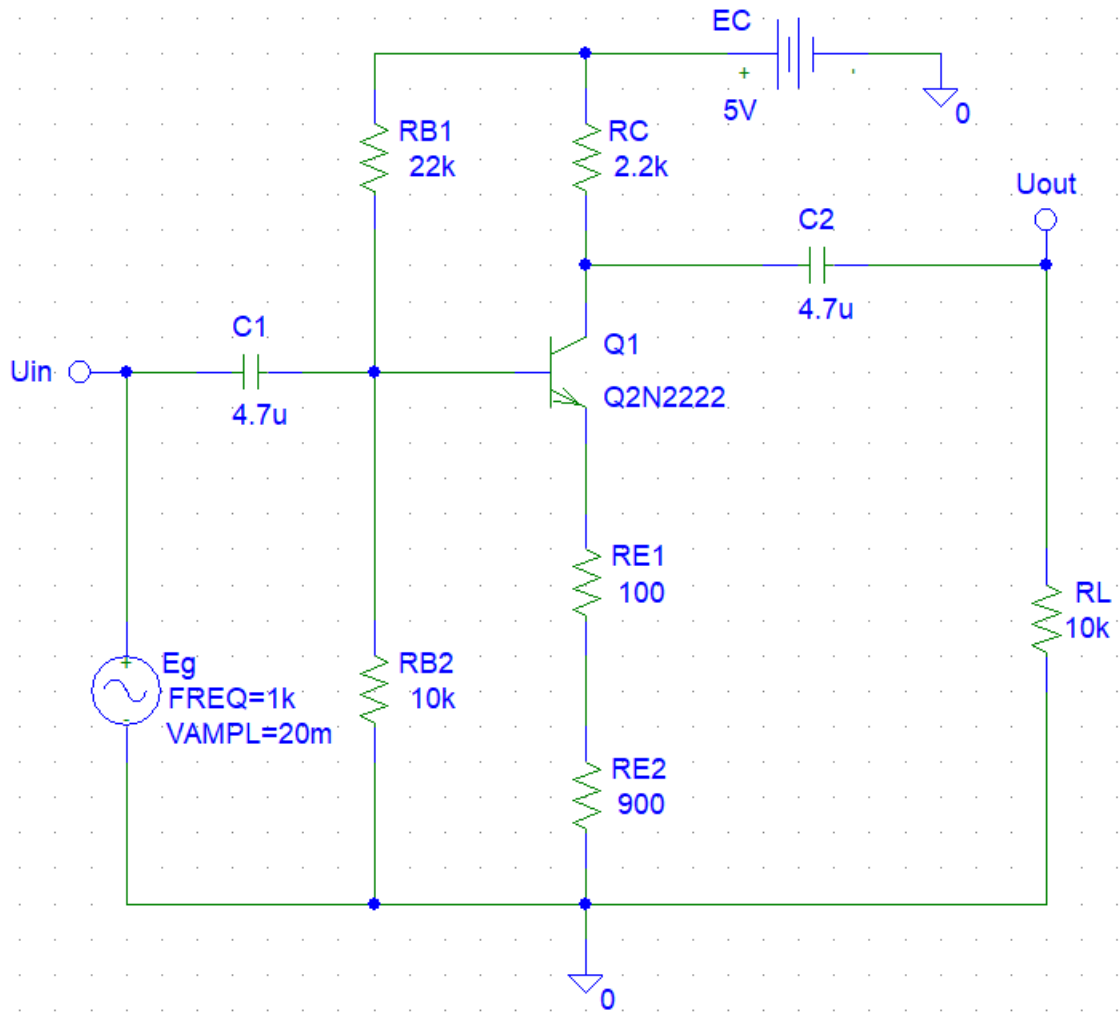 EC
+
-
5V
0
RB1
22k
RC
2.2k
Uout
C2
4.7u
C1
4.7u
Uin
Q1
Q2N2222
RE1
100
RL
10k
+
Eg
FREQ=1k
VAMPL=20m
-
RB2
10k
RE2
900
0